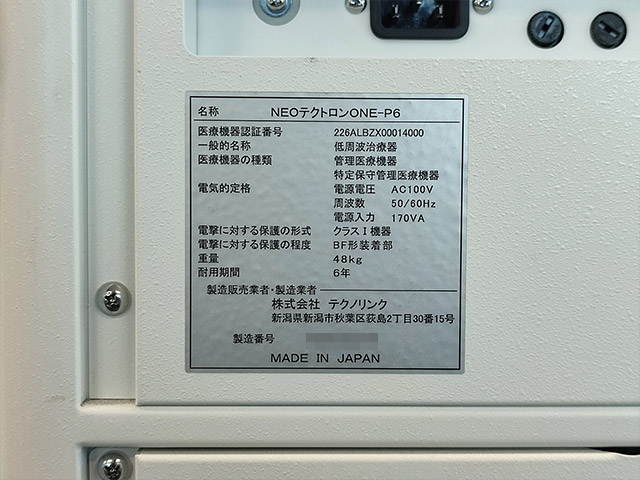 名称 NEOテクトロンONE-P6
医療機器認証番号 226ALBZX00014000
一般的名称 低周波治療器
医療機器の種類 管理医療機器
特定保守管理医療機器
電気的定格 電源電圧 AC100V
周波数 50/60Hz
電源入力 170VA
電撃に対する保護の形式 クラスⅠ機器
電撃に対する保護の程度 BF形装着部
重量 48kg
耐用期間 6年
製造販売業者・製造業者
株式会社 テクノリンク
新潟県新潟市秋葉区荻島2丁目30番15号
製造番号
MADE IN JAPAN